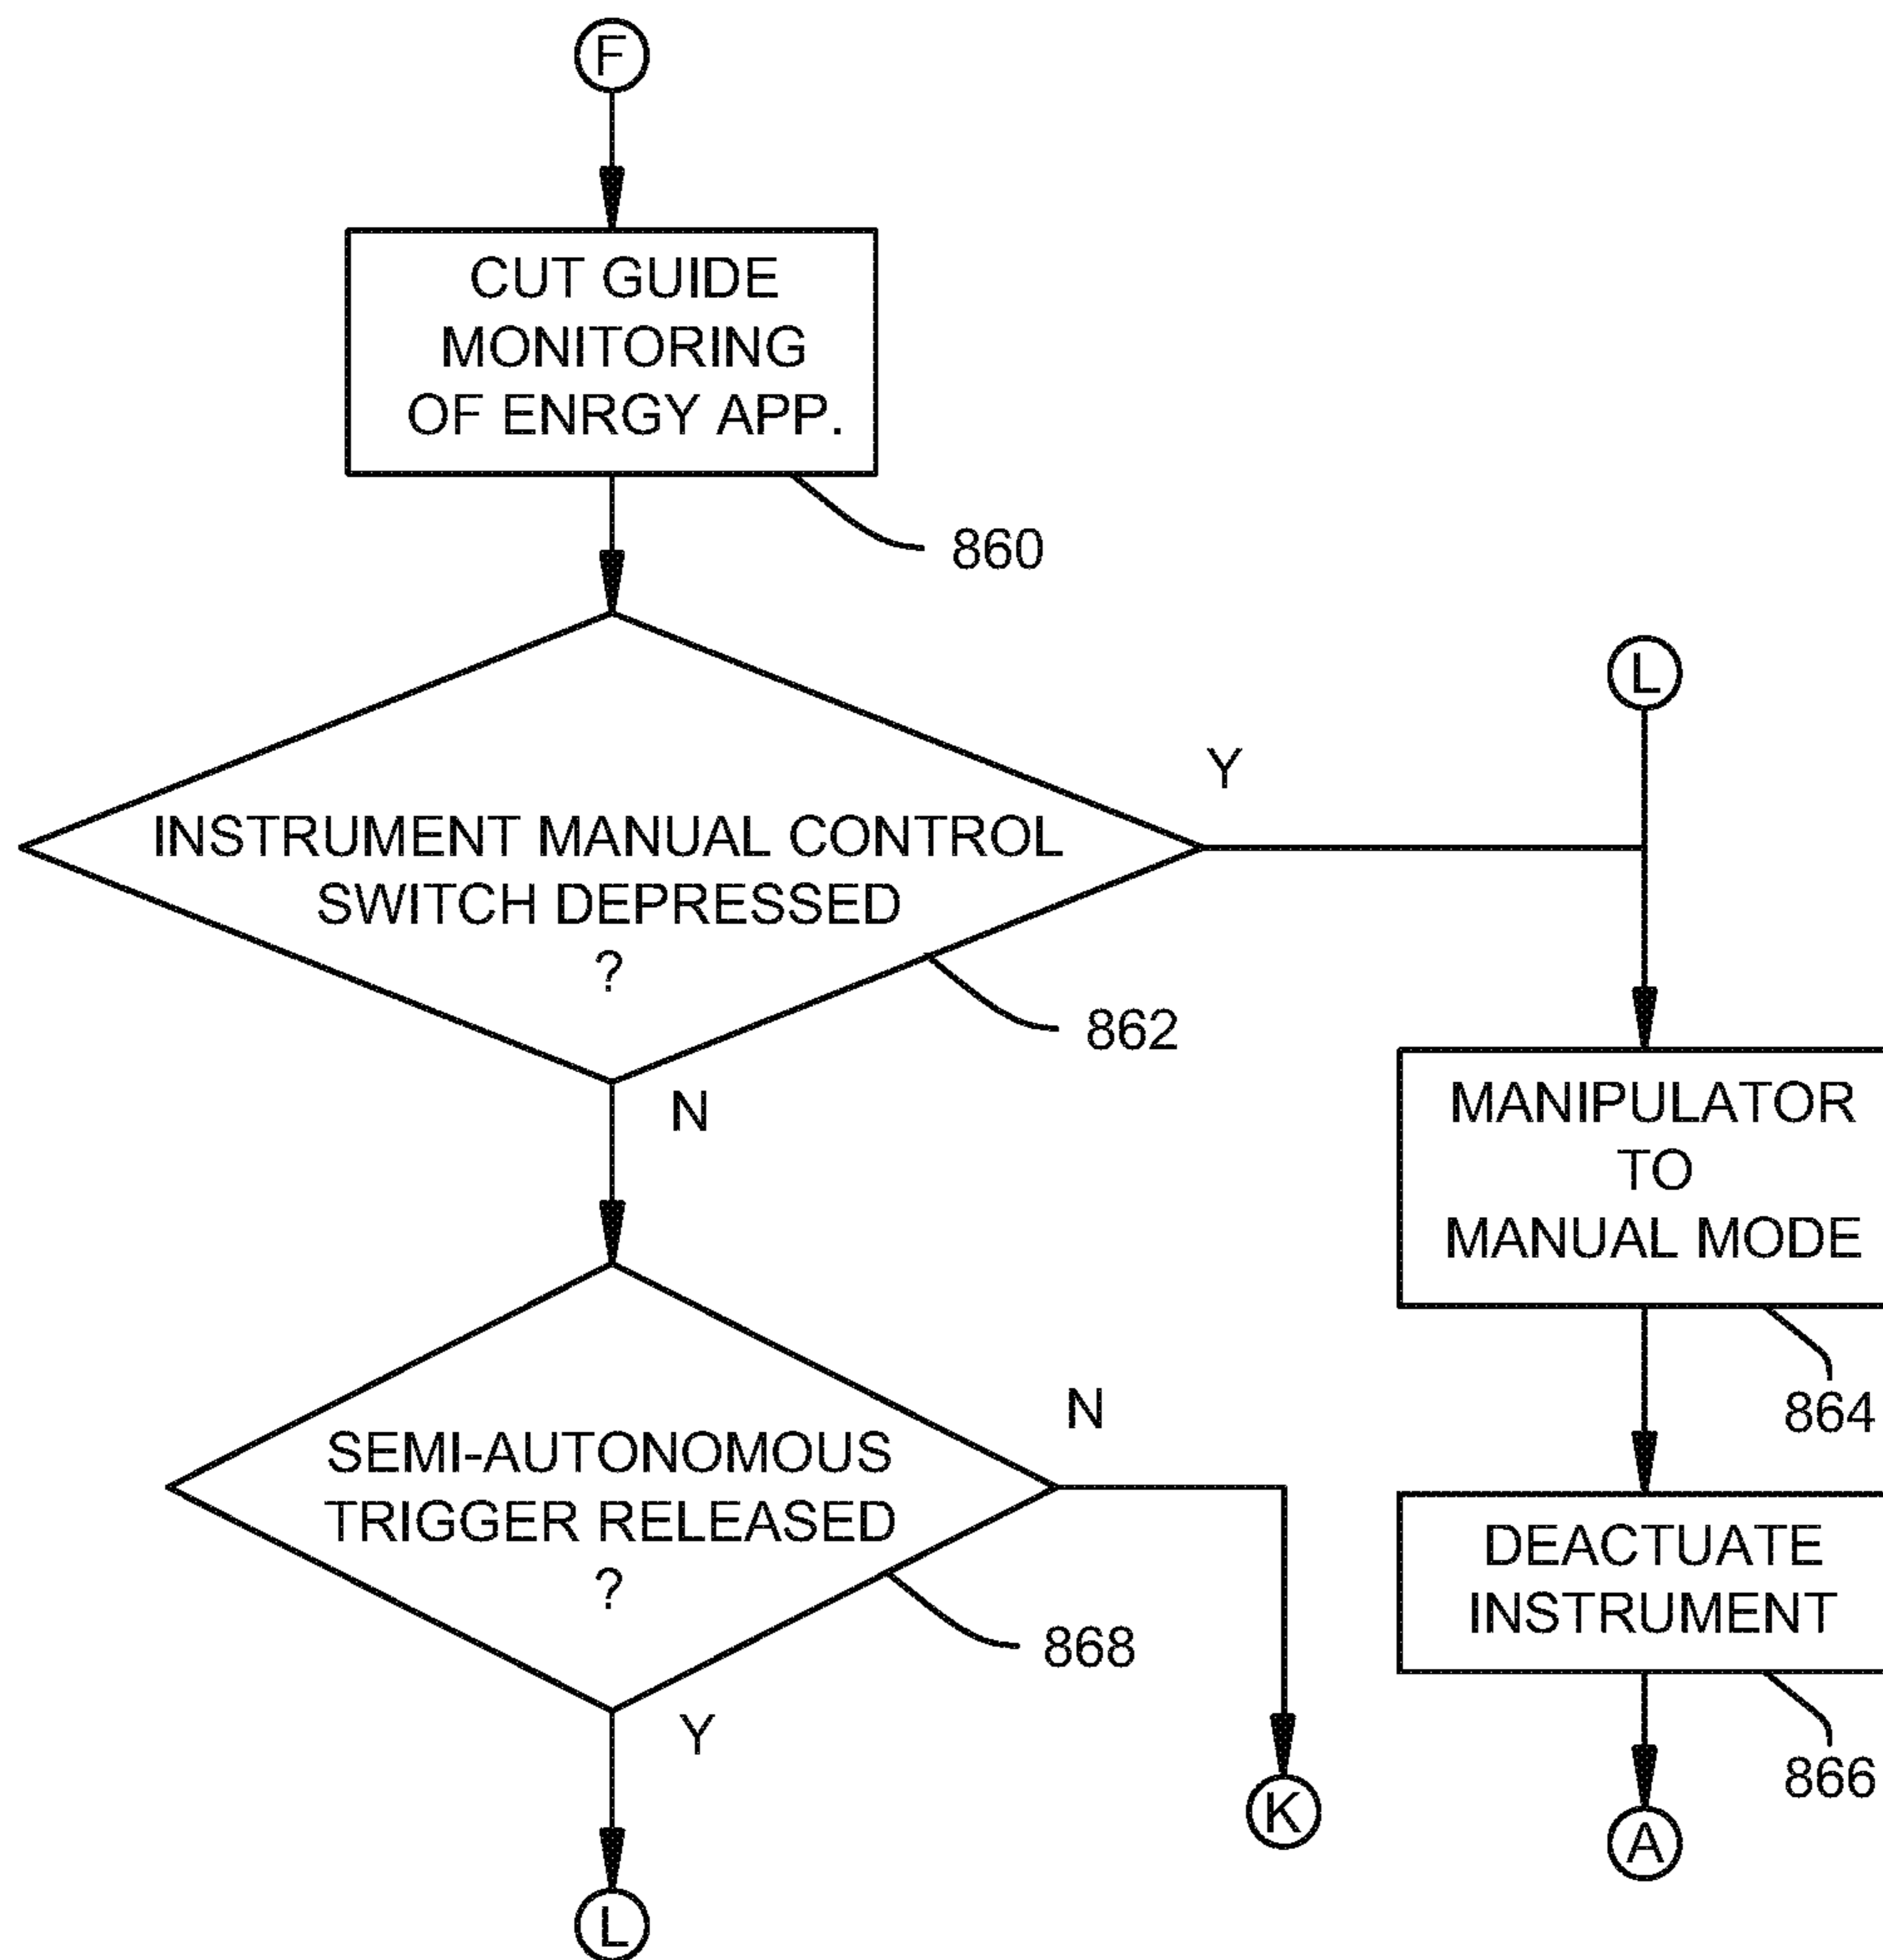 F
CUT GUIDE
MONITORING
OF ENRGY APP.
860
INSTRUMENT MANUAL CONTROL
SWITCH DEPRESSED
?
862
Y
N
L
MANIPULATOR
TO
MANUAL MODE
864
SEMI-AUTONOMOUS
TRIGGER RELEASED
?
868
N
Y
K
L
DEACTUATE
INSTRUMENT
866
A